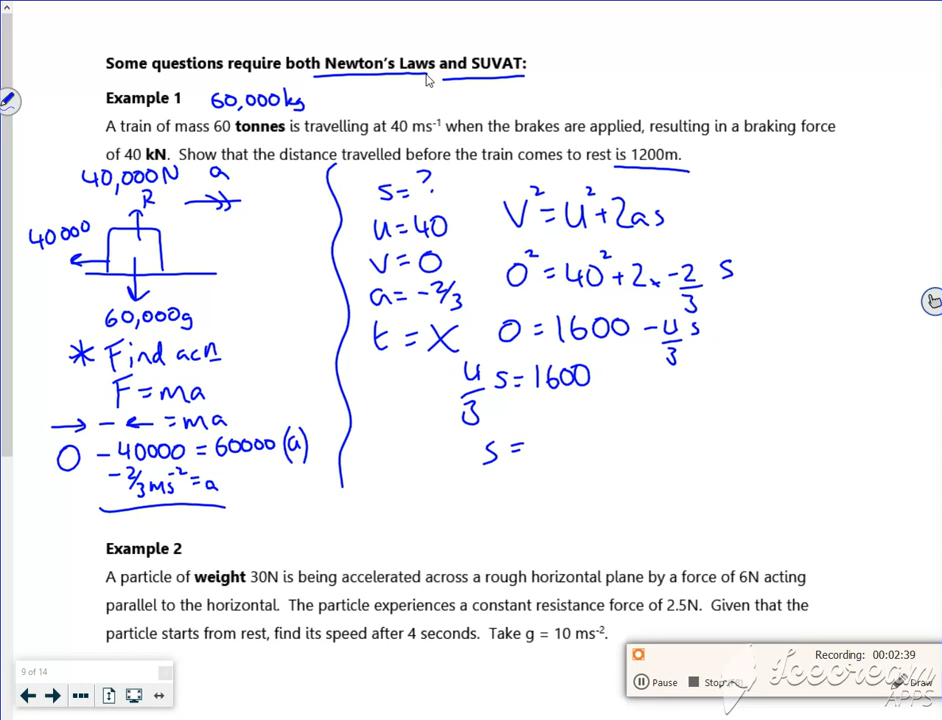 Some questions require both Newton's Laws and SUVAT:
Example 1 60,000kg
A train of mass 60 tonnes is travelling at 40 ms⁻¹ when the brakes are applied, resulting in a braking force
of 40 kN. Show that the distance travelled before the train comes to rest is 1200m.
40,000N a
R
40000
60,000g
* Find acn
F = ma
→ - ← = ma
0 - 40000 = 60000 (a)
-2/3 ms⁻² = a
s = ?
u = 40
v = 0
a = -2/3
t = X
V² = u² + 2as
0² = 40² + 2 × -2/3 s
0 = 1600 - 4/3 s
4/3 s = 1600
s =
Example 2
A particle of weight 30N is being accelerated across a rough horizontal plane by a force of 6N acting
parallel to the horizontal. The particle experiences a constant resistance force of 2.5N. Given that the
particle starts from rest, find its speed after 4 seconds. Take g = 10 ms⁻².
9 of 14
Recording: 00:02:39
Pause
Stop
Draw
Icecream
APPS